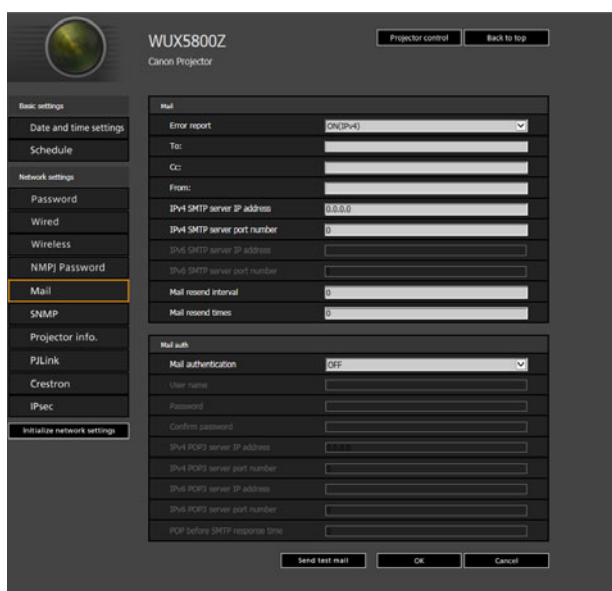 WUX5800Z
Canon Projector
Projector control
Back to top
Basic settings
Date and time settings
Schedule
Network settings
Password
Wired
Wireless
NMPJ Password
Mail
SNMP
Projector info.
PJLink
Crestron
IPsec
Initialize network settings
Mail
Error report ON(IPv4)
To:
Cc:
From:
IPv4 SMTP server IP address 0.0.0.0
IPv4 SMTP server port number 0
IPv6 SMTP server IP address
IPv6 SMTP server port number
Mail resend interval 0
Mail resend times 0
Mail auth
Mail authentication OFF
User name
Password
Confirm password
IPv4 POP3 server IP address 0.0.0.0
IPv4 POP3 server port number
IPv6 POP3 server IP address
IPv6 POP3 server port number
POP before SMTP response time
Send test mail
OK
Cancel